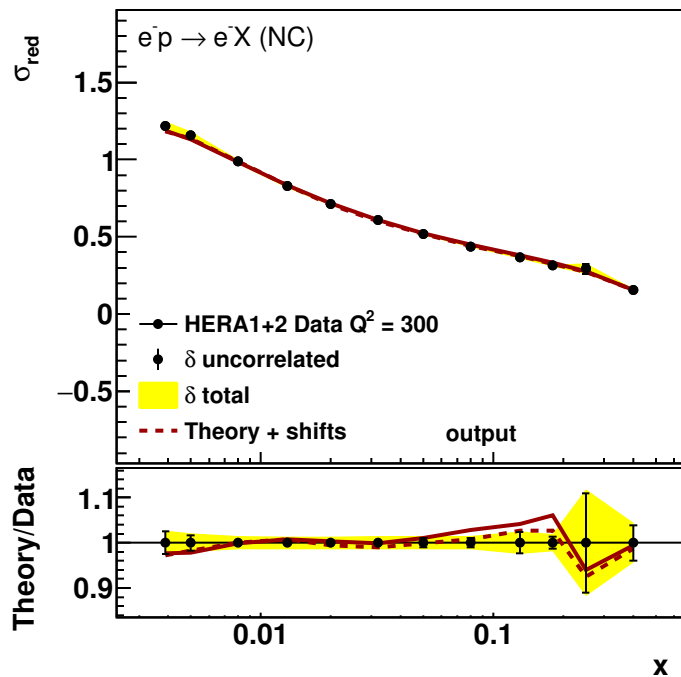 e⁻p → e⁻X (NC)
σred
1.5
1
0.5
0
−0.5
HERA1+2 Data Q² = 300
δ uncorrelated
δ total
Theory + shifts
output
Theory/Data
1.1
1
0.9
0.01
0.1
x